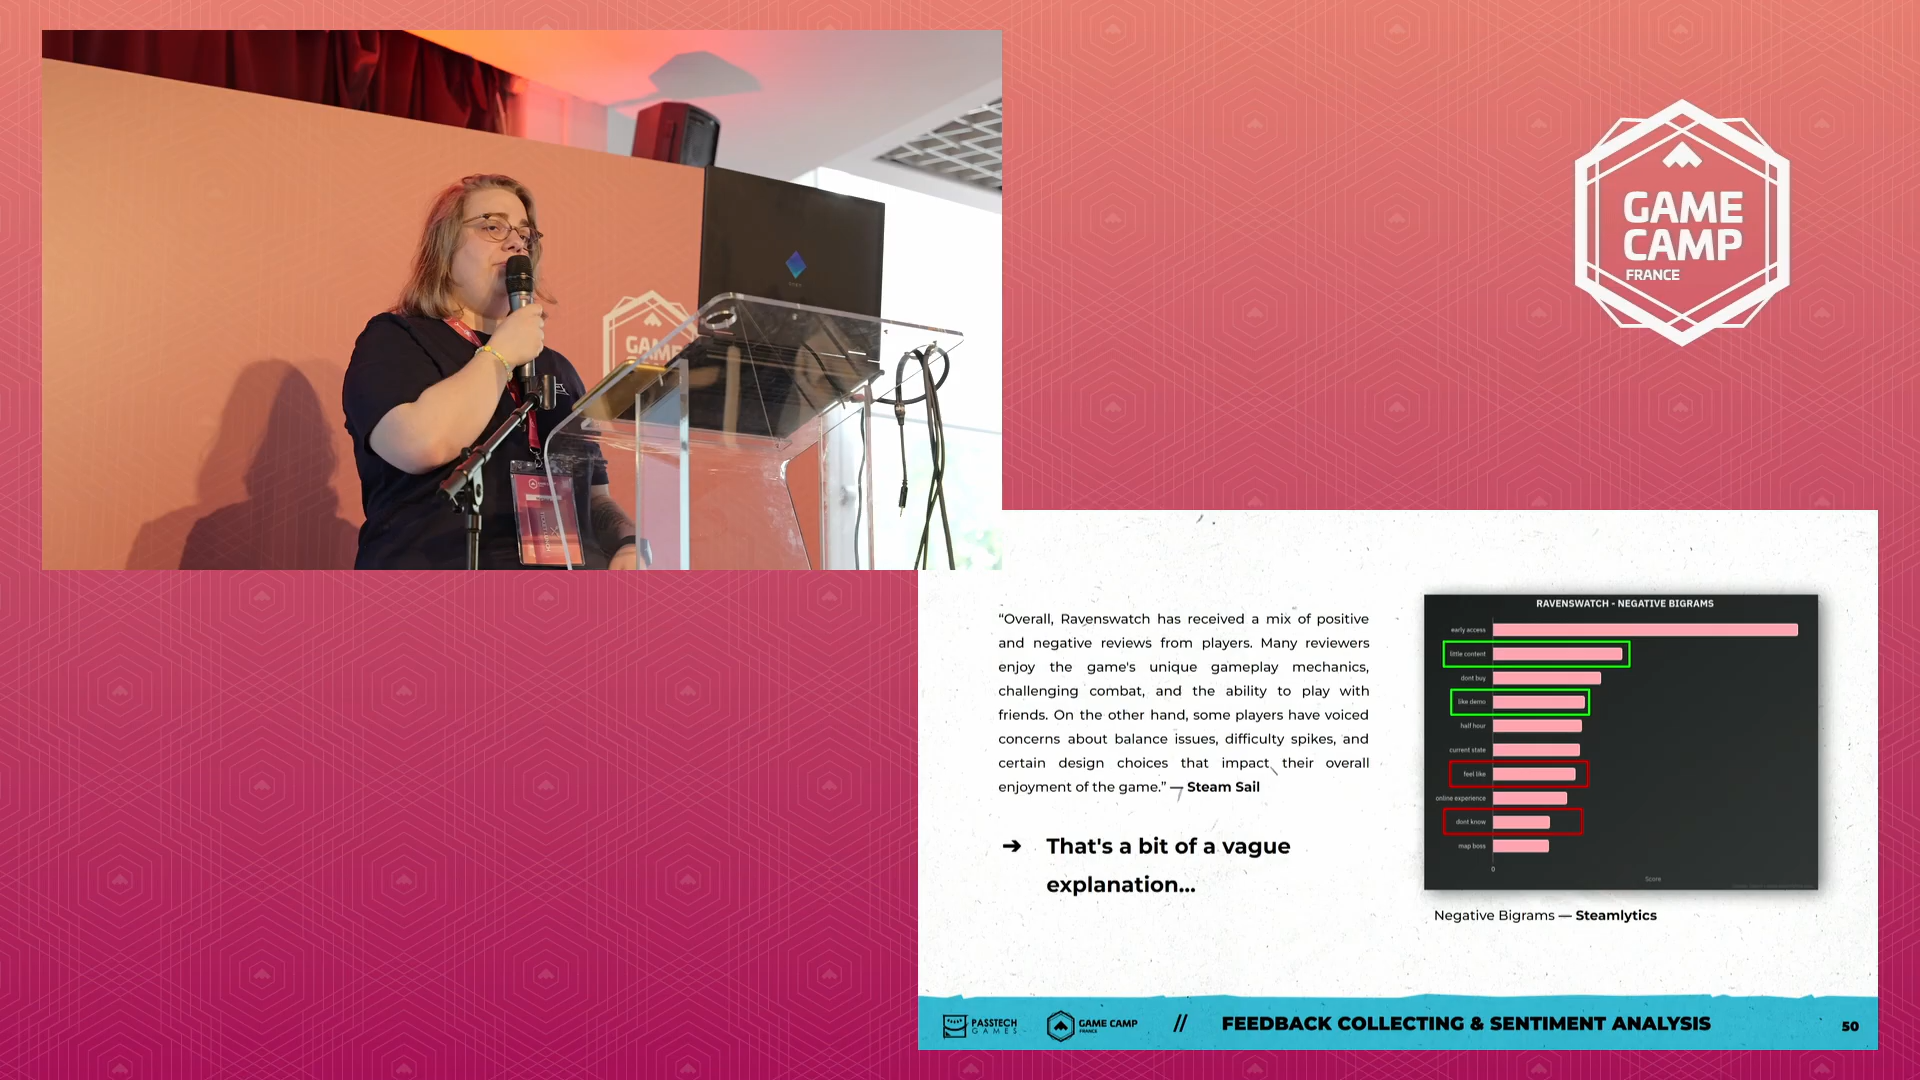 GAME
CAMP
FRANCE
GAME
“Overall, Ravenswatch has received a mix of positive
and negative reviews from players. Many reviewers
enjoy the game's unique gameplay mechanics,
challenging combat, and the ability to play with
friends. On the other hand, some players have voiced
concerns about balance issues, difficulty spikes, and
certain design choices that impact their overall
enjoyment of the game.” — Steam Sail
➔ That's a bit of a vague
explanation...
RAVENSWATCH - NEGATIVE BIGRAMS
early access
little content
dont buy
like demo
half hour
current state
feel like
online experience
dont know
map boss
0
Score
Negative Bigrams — Steamlytics
PASSTECH
GAMES
GAME CAMP
FRANCE
// FEEDBACK COLLECTING & SENTIMENT ANALYSIS
50